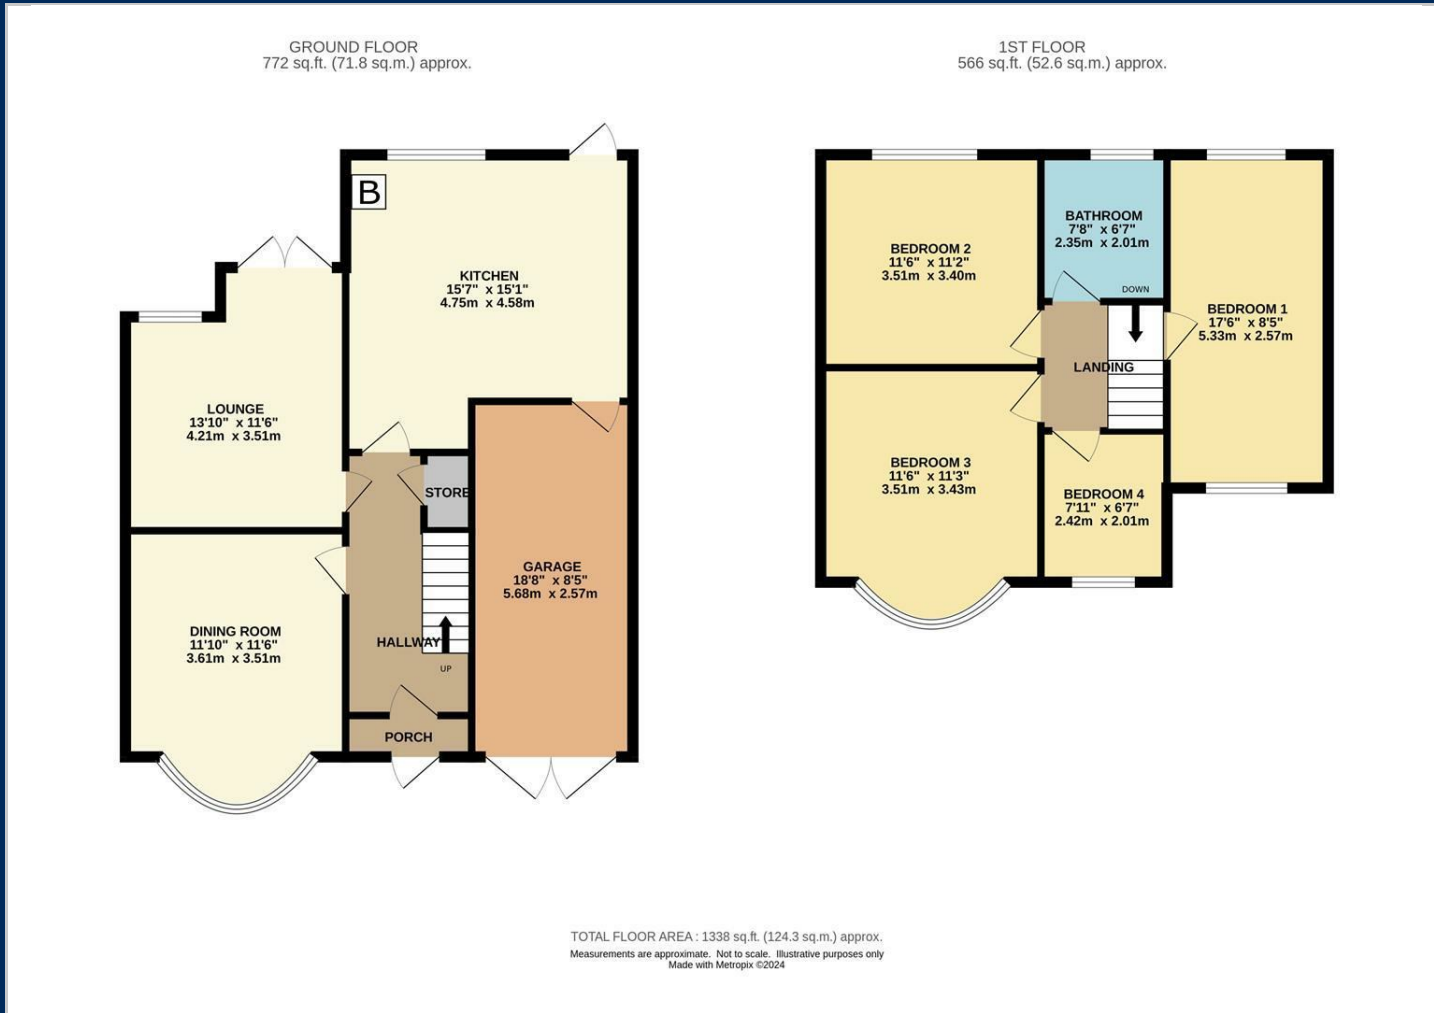 GROUND FLOOR
772 sq.ft. (71.8 sq.m.) approx.
1ST FLOOR
566 sq.ft. (52.6 sq.m.) approx.
B
KITCHEN
15'7" x 15'1"
4.75m x 4.58m
LOUNGE
13'10" x 11'6"
4.21m x 3.51m
STORE
GARAGE
18'8" x 8'5"
5.68m x 2.57m
DINING ROOM
11'10" x 11'6"
3.61m x 3.51m
HALLWAY
UP
PORCH
BATHROOM
7'8" x 6'7"
2.35m x 2.01m
BEDROOM 2
11'6" x 11'2"
3.51m x 3.40m
DOWN
BEDROOM 1
17'6" x 8'5"
5.33m x 2.57m
LANDING
BEDROOM 3
11'6" x 11'3"
3.51m x 3.43m
BEDROOM 4
7'11" x 6'7"
2.42m x 2.01m
TOTAL FLOOR AREA : 1338 sq.ft. (124.3 sq.m.) approx.
Measurements are approximate. Not to scale. Illustrative purposes only
Made with Metropix ©2024